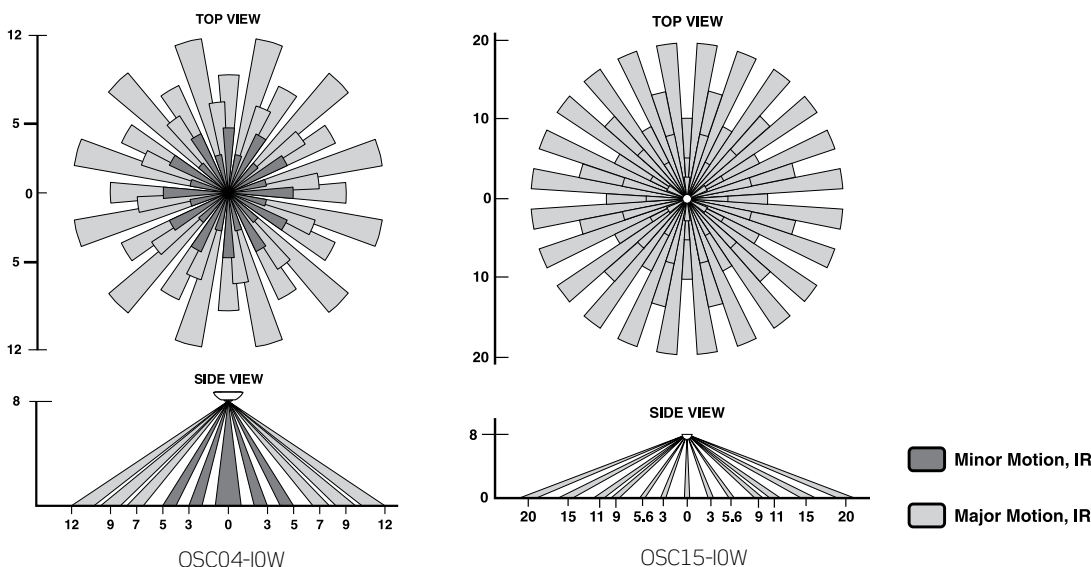 TOP VIEW
12
5
0
5
12
SIDE VIEW
8
12 9 7 5 3 0 3 5 7 9 12
OSC04-I0W
TOP VIEW
20
10
0
10
20
SIDE VIEW
8
0
20 15 11 9 5.6 3 0 3 5.6 9 11 15 20
OSC15-I0W
Minor Motion, IR
Major Motion, IR